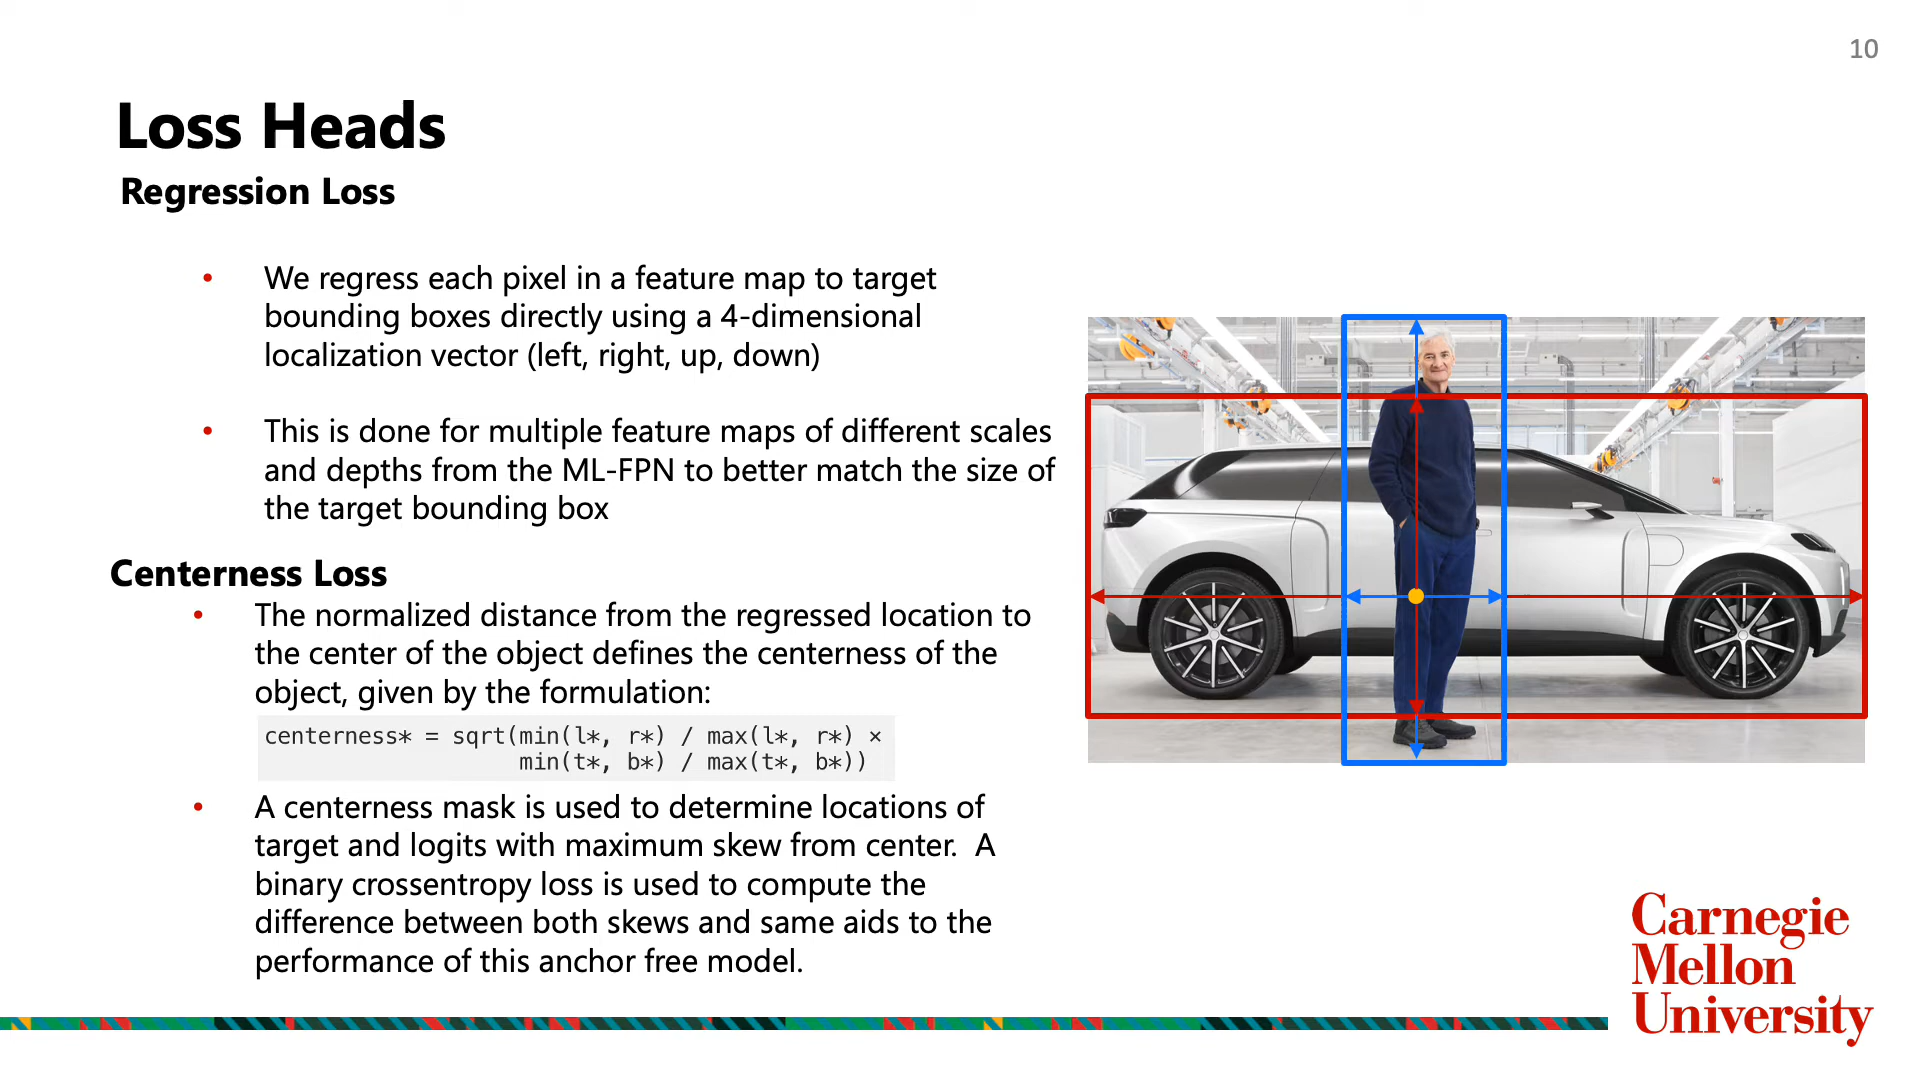 10
Loss Heads
Regression Loss
• We regress each pixel in a feature map to target
bounding boxes directly using a 4-dimensional
localization vector (left, right, up, down)
• This is done for multiple feature maps of different scales
and depths from the ML-FPN to better match the size of
the target bounding box
Centerness Loss
• The normalized distance from the regressed location to
the center of the object defines the centerness of the
object, given by the formulation:
centerness* = sqrt(min(l*, r*) / max(l*, r*) ×
min(t*, b*) / max(t*, b*))
• A centerness mask is used to determine locations of
target and logits with maximum skew from center.  A
binary crossentropy loss is used to compute the
difference between both skews and same aids to the
performance of this anchor free model.
Carnegie
Mellon
University